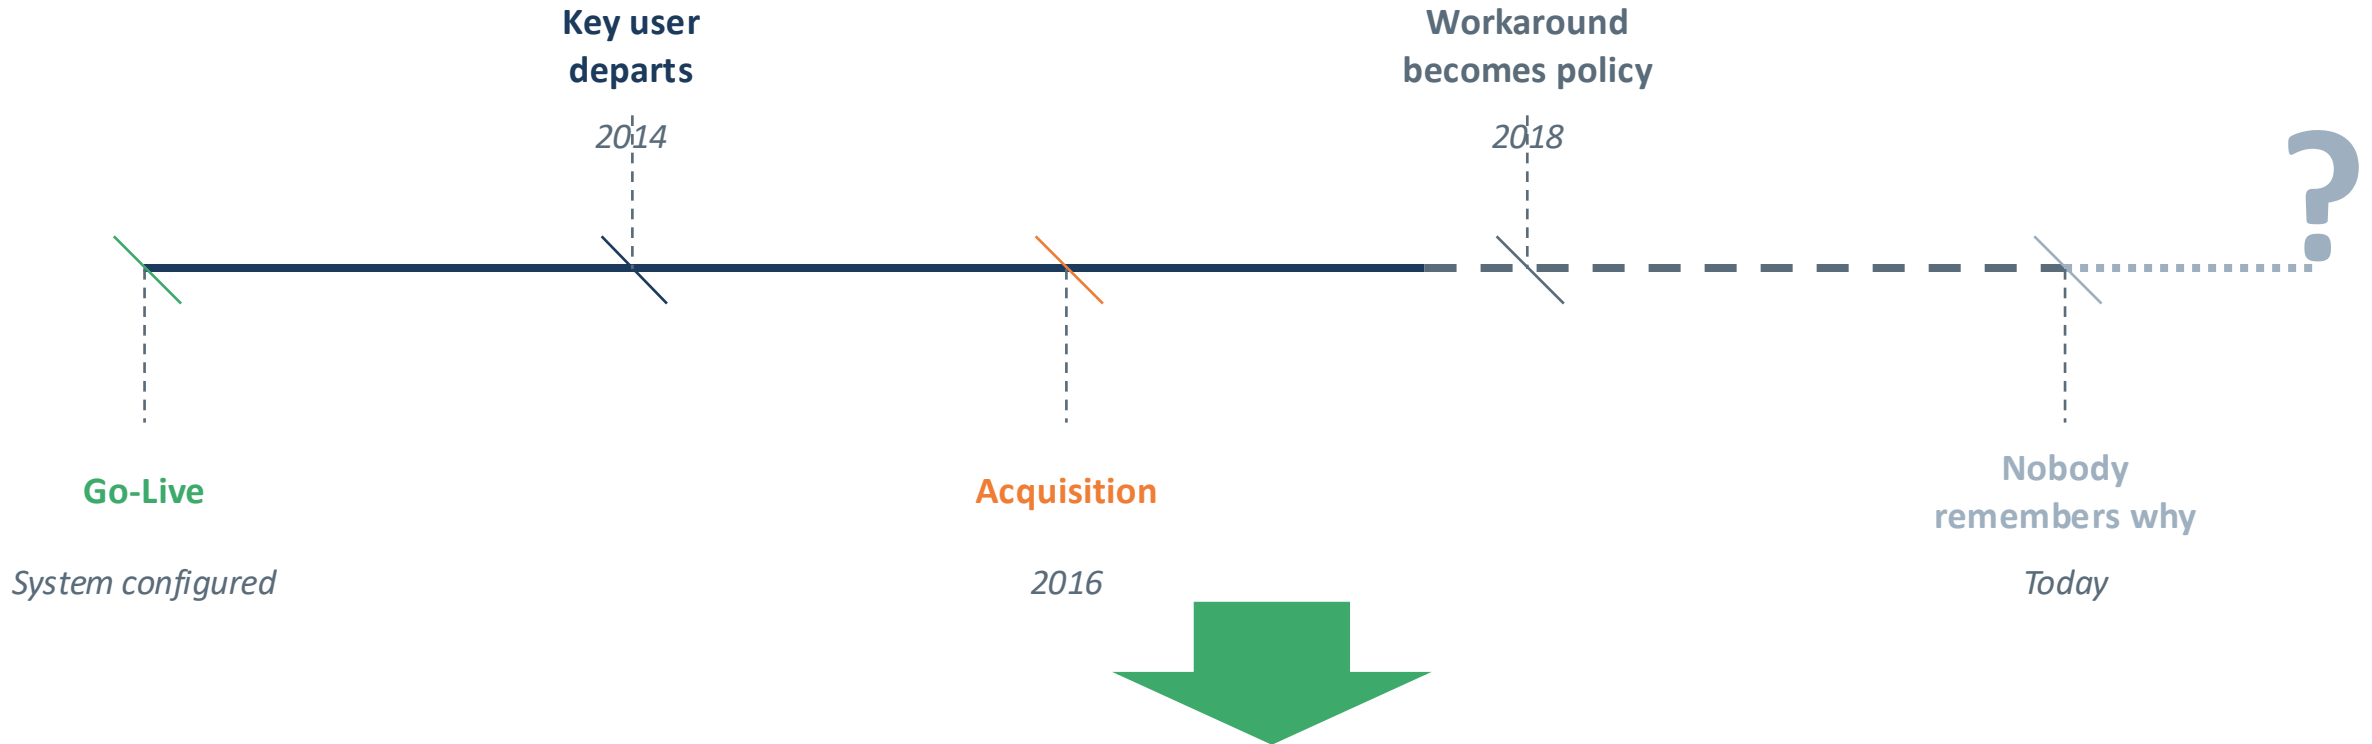 Key user
departs
2014
Workaround
becomes policy
2018
?
Go-Live
System configured
Acquisition
2016
Nobody
remembers why
Today